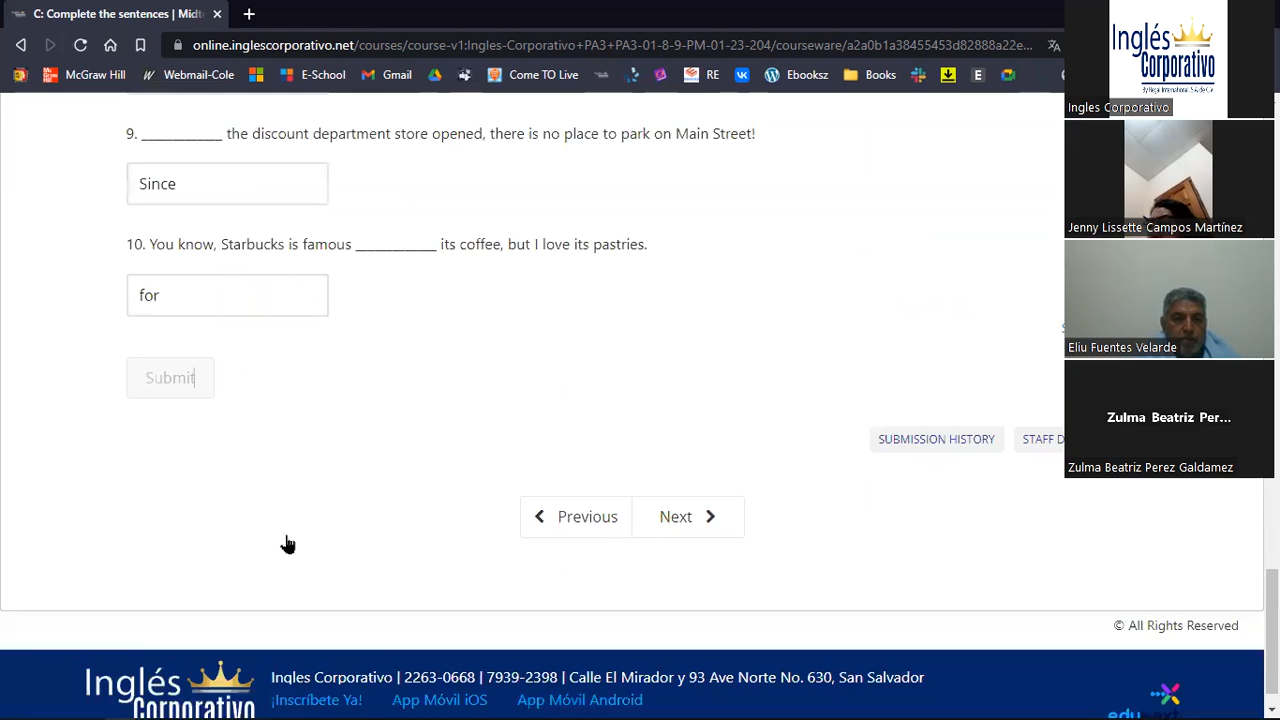 C: Complete the sentences | Midt
online.inglescorporativo.net/courses/course-v1:Ingles-Corporativo+PA3+PA3-01-8-9-PM-01-23-204/courseware/a2a0b1a38455453d82888a22e...
McGraw Hill
Webmail-Cole
E-School
Gmail
Come TO Live
RE
Ebooksz
Books
9. ____________ the discount department store opened, there is no place to park on Main Street!
Since
10. You know, Starbucks is famous ____________ its coffee, but I love its pastries.
for
Submit
SUBMISSION HISTORY
STAFF D
Previous
Next
© All Rights Reserved
Inglés
Corporativo
Ingles Corporativo | 2263-0668 | 7939-2398 | Calle El Mirador y 93 Ave Norte No. 630, San Salvador
¡Inscríbete Ya!
App Móvil iOS
App Móvil Android
Inglés
Corporativo
By Regal International, S.A. de C.V.
Ingles Corporativo
Jenny Lissette Campos Martínez
Eliu Fuentes Velarde
Zulma Beatriz Per...
Zulma Beatriz Perez Galdamez